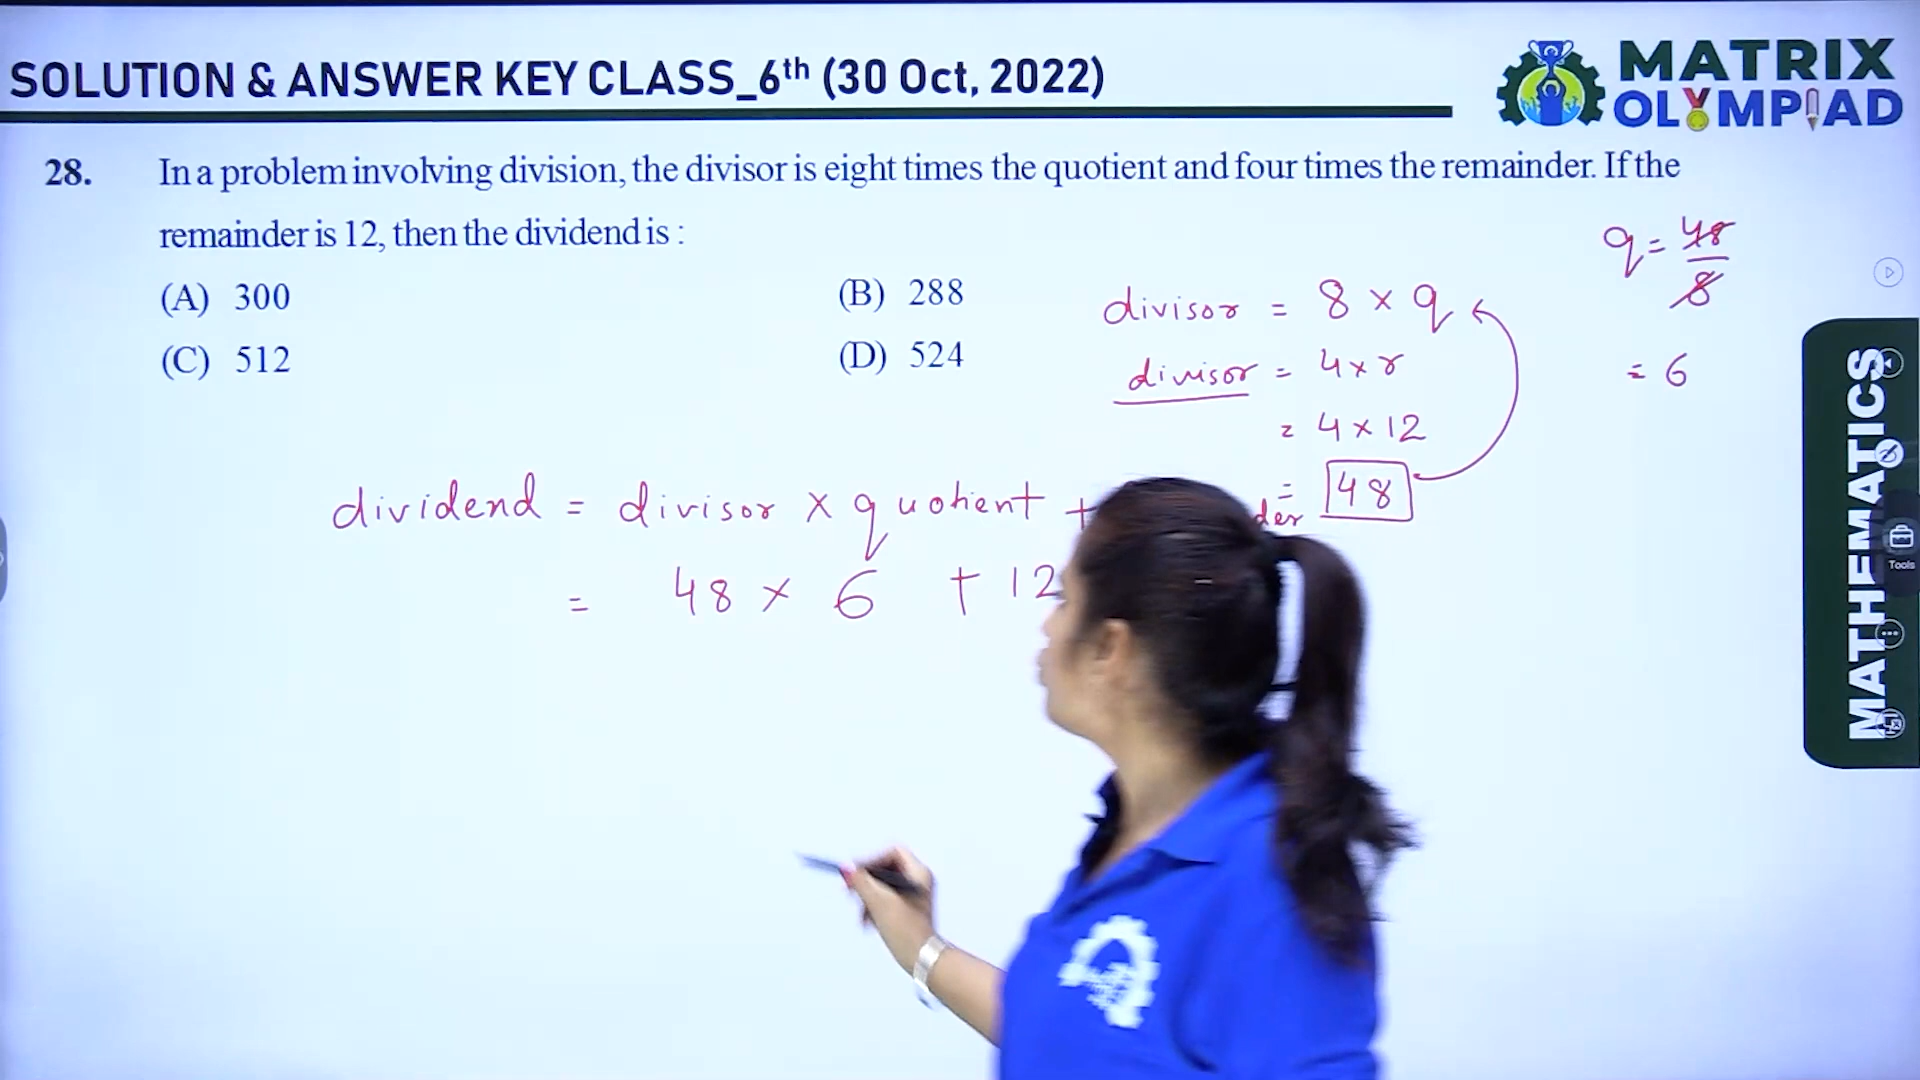 SOLUTION & ANSWER KEY CLASS_6th (30 Oct, 2022)
MATRIX
OLYMPIAD
28. In a problem involving division, the divisor is eight times the quotient and four times the remainder. If the
remainder is 12, then the dividend is :
(A) 300 (B) 288
(C) 512 (D) 524
q = 48/8
= 6
divisor = 8 × q
divisor = 4 × r
= 4 × 12
= 48
dividend = divisor × quotient +
= 48 × 6 + 12
MATHEMATICS
Tools